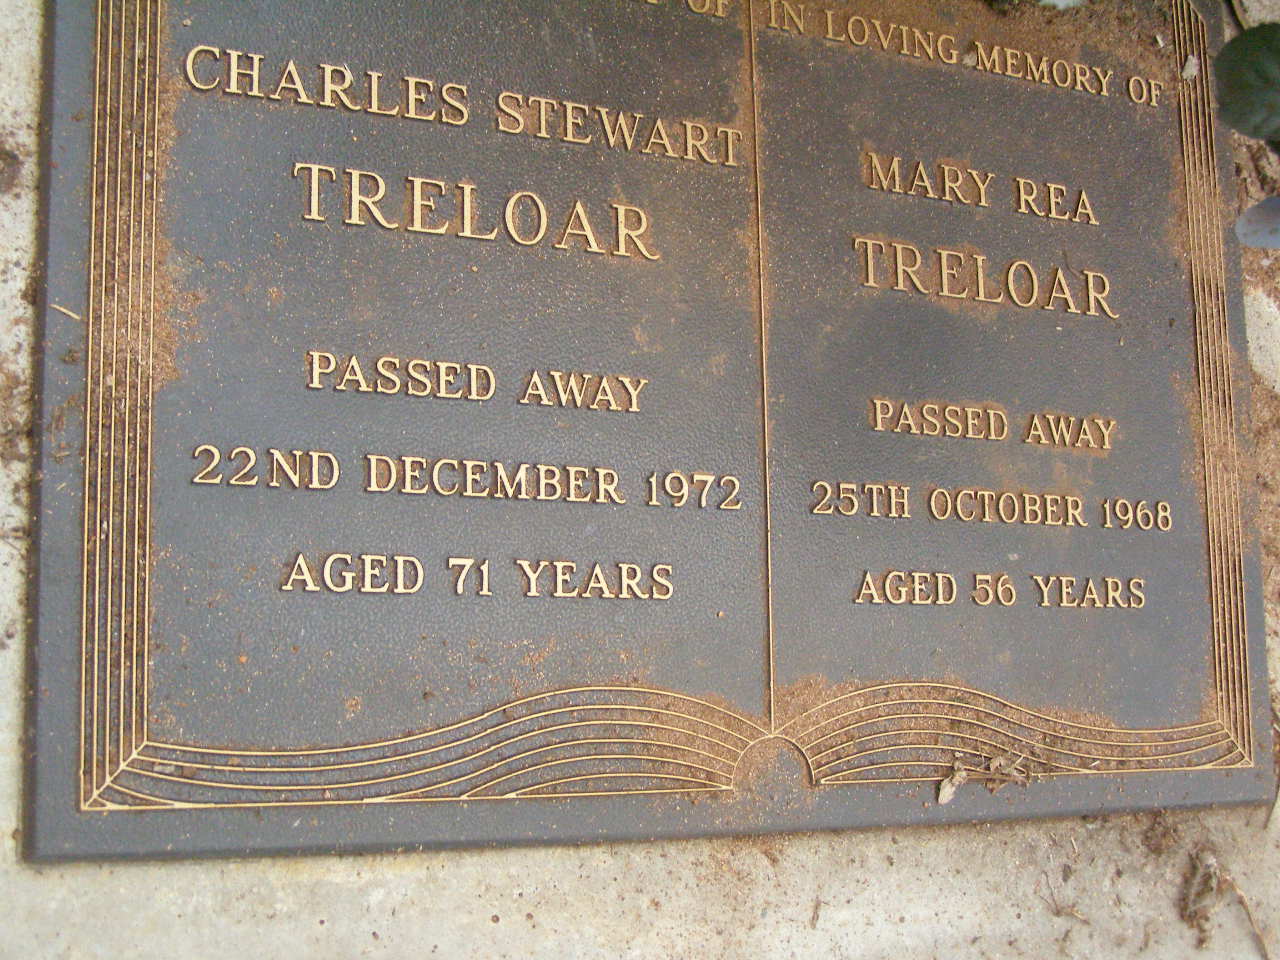 OF
CHARLES STEWART
TRELOAR
PASSED AWAY
22ND DECEMBER 1972
AGED 71 YEARS
IN LOVING MEMORY OF
MARY REA
TRELOAR
PASSED AWAY
25TH OCTOBER 1968
AGED 56 YEARS